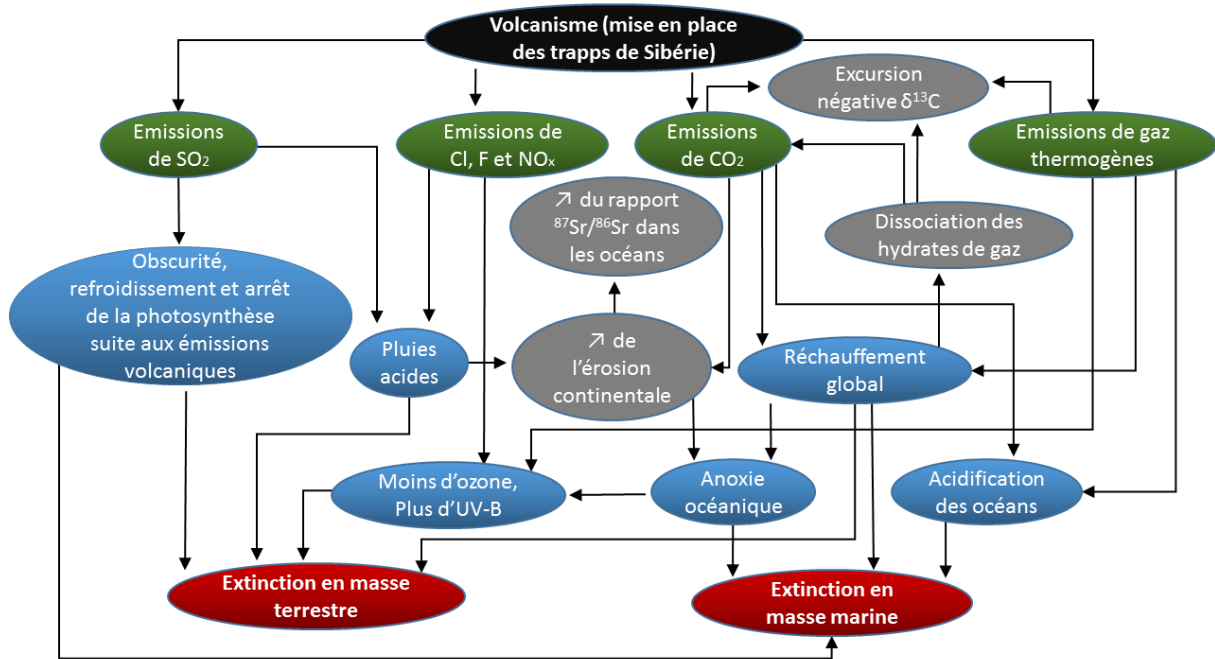 Volcanisme (mise en place
des trapps de Sibérie)
Excursion
négative δ¹³C
Emissions
de SO₂
Emissions de
Cl, F et NOₓ
Emissions
de CO₂
Emissions de gaz
thermogènes
↗ du rapport
⁸⁷Sr/⁸⁶Sr dans
les océans
Dissociation des
hydrates de gaz
Obscurité,
refroidissement et arrêt
de la photosynthèse
suite aux émissions
volcaniques
Pluies
acides
↗ de
l’érosion
continentale
Réchauffement
global
Moins d’ozone,
Plus d’UV-B
Anoxie
océanique
Acidification
des océans
Extinction en masse
terrestre
Extinction en
masse marine